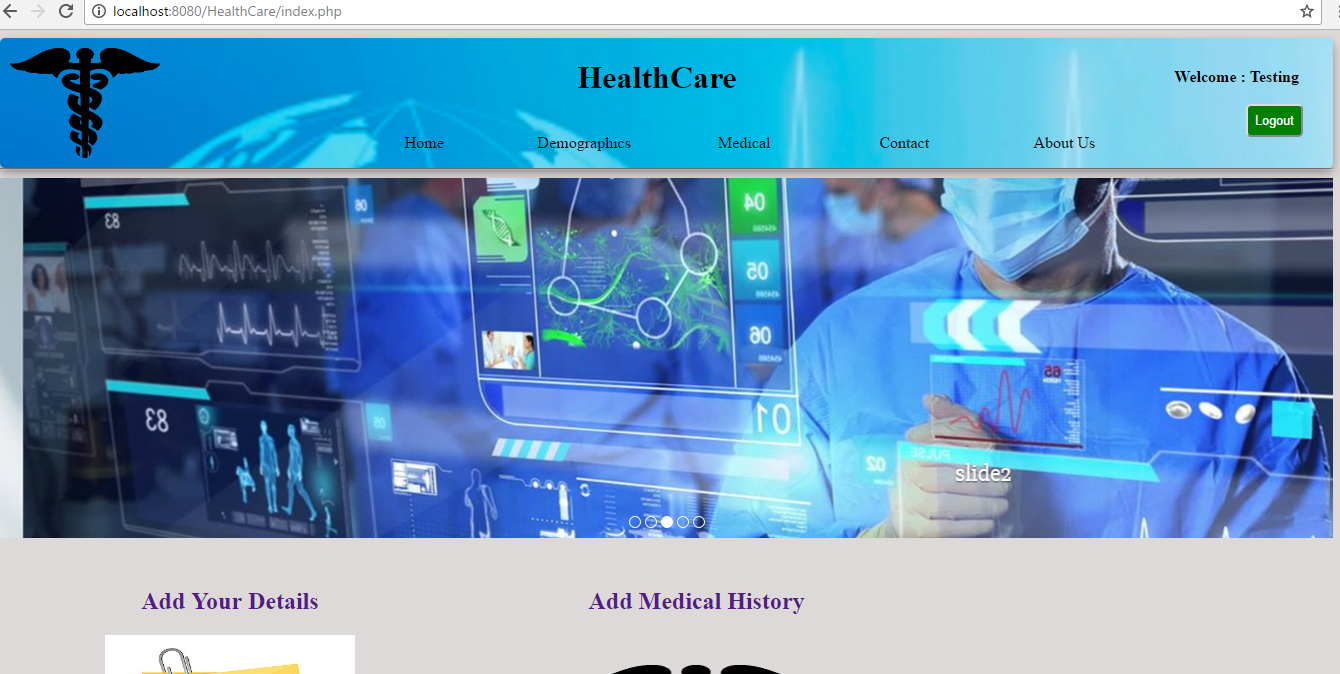 localhost:8080/HealthCare/index.php
HealthCare
Welcome : Testing
Logout
Home Demographics Medical Contact About Us
83
06
04
05
06
01
83
05
65
PULSE
02
slide2
Add Your Details
Add Medical History